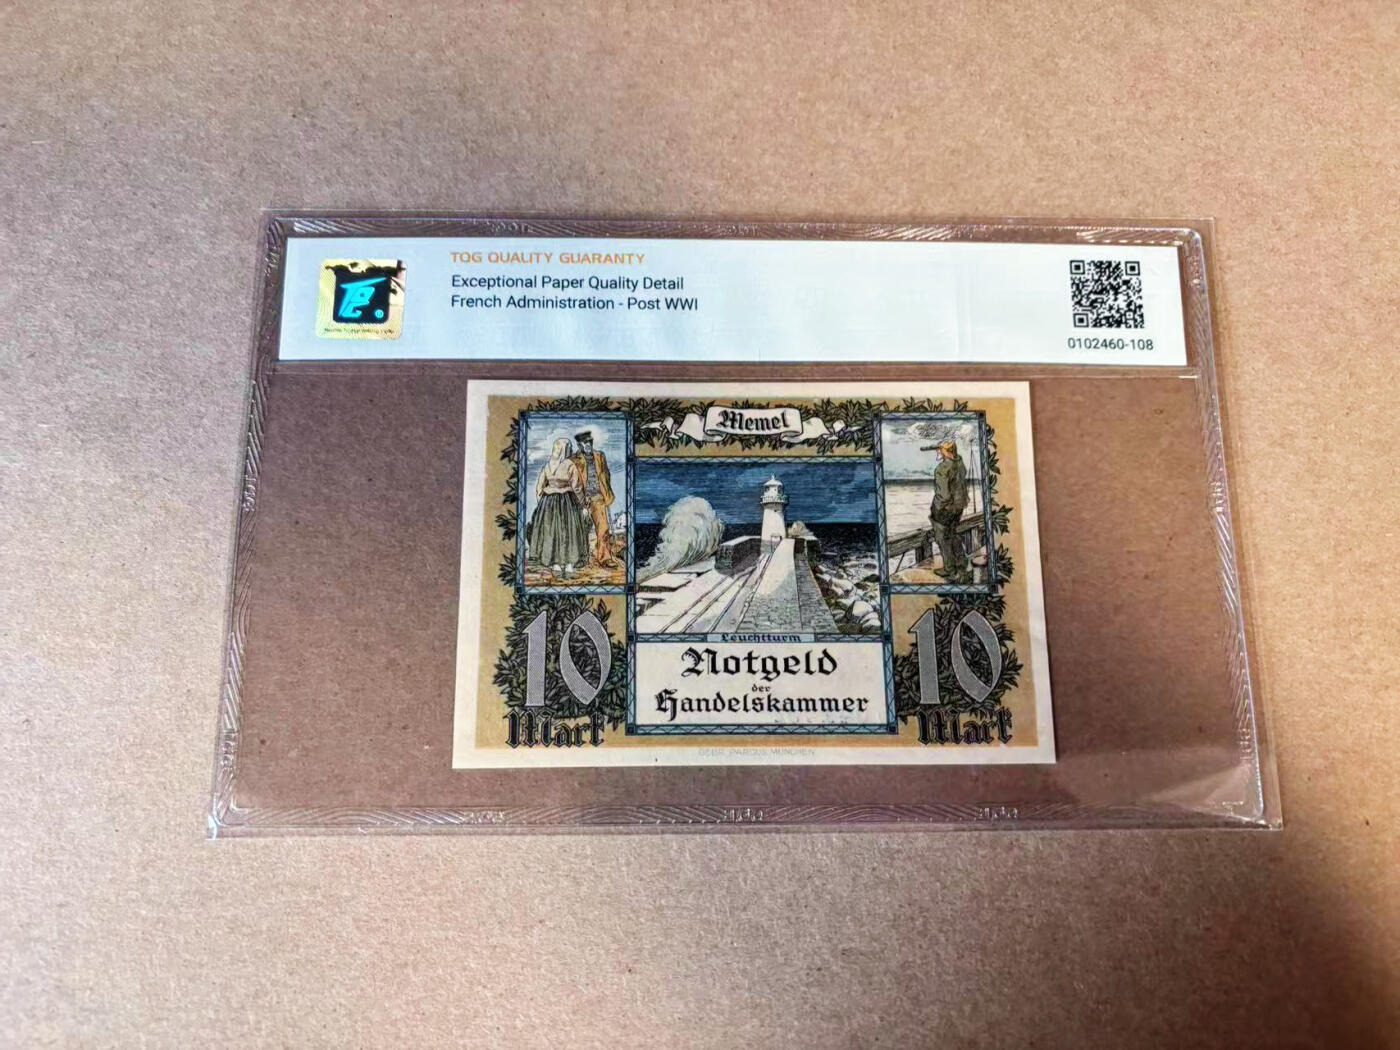 TQG QUALITY GUARANTY
Exceptional Paper Quality Detail
French Administration - Post WWI
0102460-108
Memel
Leuchtturm
Notgeld
der
Handelskammer
10
Mark
10
Mark
GEBR. PARCUS MÜNCHEN